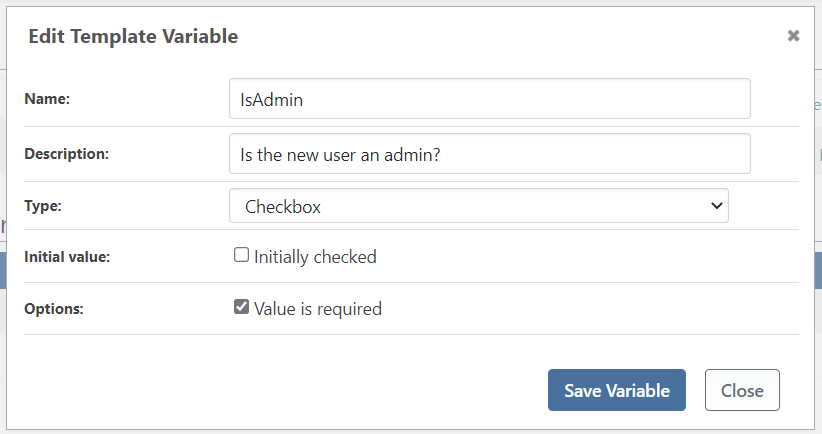 Edit Template Variable
Name: IsAdmin
Description: Is the new user an admin?
Type: Checkbox
Initial value: Initially checked
Options: Value is required
Save Variable Close